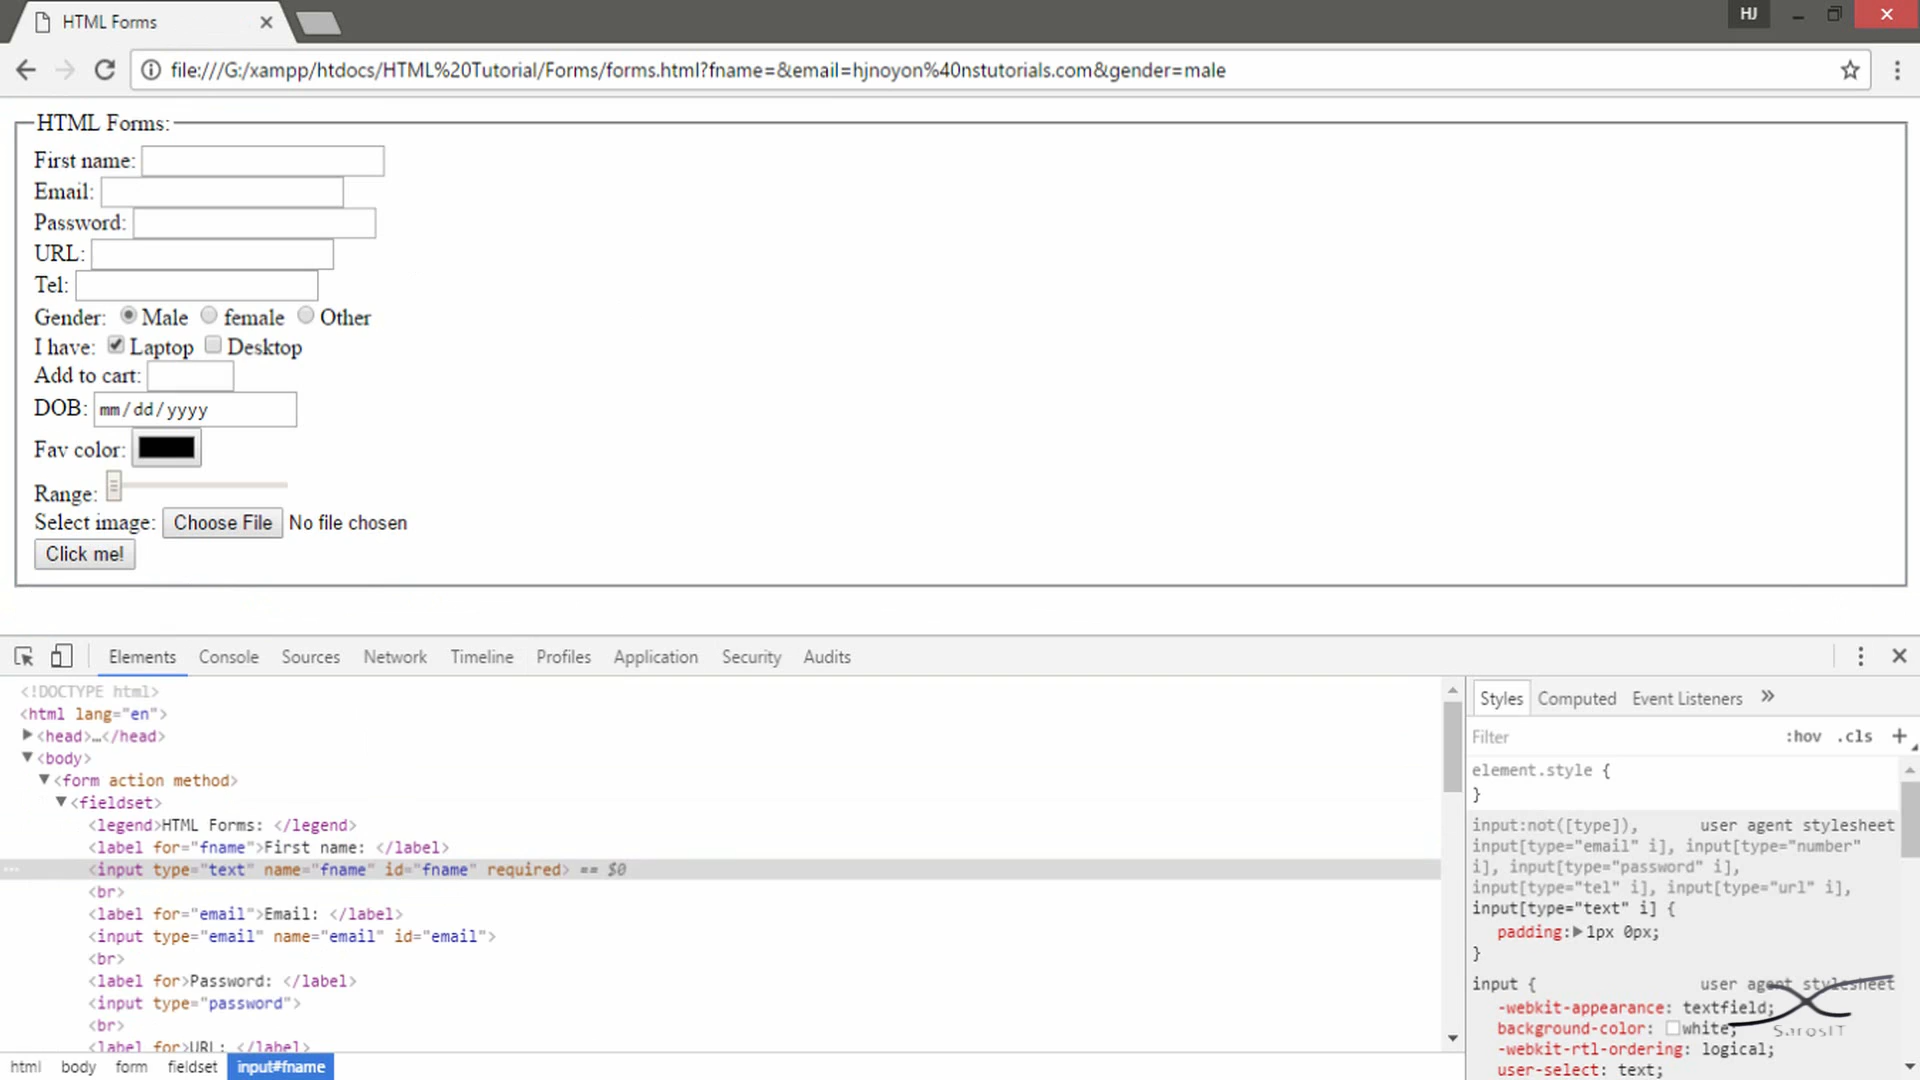 HTML Forms
HJ
file:///G:/xampp/htdocs/HTML%20Tutorial/Forms/forms.html?fname=&email=hjnoyon%40nstutorials.com&gender=male
HTML Forms:
First name:
Email:
Password:
URL:
Tel:
Gender: Male female Other
I have: Laptop Desktop
Add to cart:
DOB: mm/dd/yyyy
Fav color:
Range:
Select image: Choose File No file chosen
Click me!
Elements Console Sources Network Timeline Profiles Application Security Audits
<!DOCTYPE html>
<html lang="en">
<head>…</head>
<body>
<form action method>
<fieldset>
<legend>HTML Forms: </legend>
<label for="fname">First name: </label>
<input type="text" name="fname" id="fname" required> == $0
<br>
<label for="email">Email: </label>
<input type="email" name="email" id="email">
<br>
<label for>Password: </label>
<input type="password">
<br>
<label for>URL: </label>
html body form fieldset input#fname
Styles Computed Event Listeners »
Filter :hov .cls +
element.style {
}
input:not([type]), user agent stylesheet
input[type="email" i], input[type="number"
i], input[type="password" i],
input[type="tel" i], input[type="url" i],
input[type="text" i] {
padding: 1px 0px;
}
input { user agent stylesheet
-webkit-appearance: textfield;
background-color: white;
-webkit-rtl-ordering: logical;
user-select: text;
SarosIT